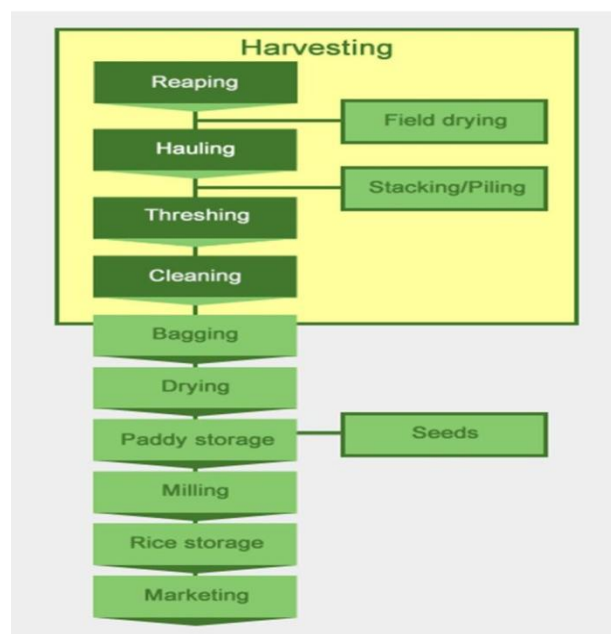 Harvesting
Reaping
Field drying
Hauling
Stacking/Piling
Threshing
Cleaning
Bagging
Drying
Paddy storage
Seeds
Milling
Rice storage
Marketing